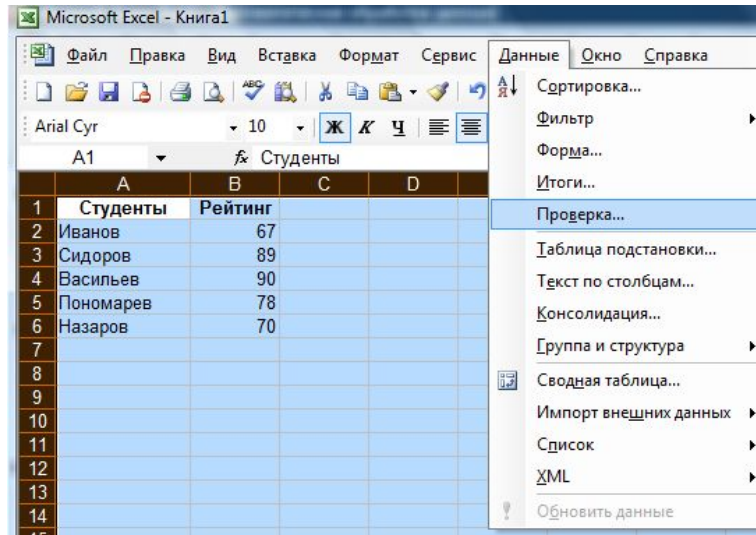 Microsoft Excel - Книга1
Файл Правка Вид Вставка Формат Сервис Данные Окно Справка
Arial Cyr 10 Ж К Ч
A1 fx Студенты
A B C D
1 Студенты Рейтинг
2 Иванов 67
3 Сидоров 89
4 Васильев 90
5 Пономарев 78
6 Назаров 70
7
8
9
10
11
12
13
14
Сортировка...
Фильтр
Форма...
Итоги...
Проверка...
Таблица подстановки...
Текст по столбцам...
Консолидация...
Группа и структура
Сводная таблица...
Импорт внешних данных
Список
XML
Обновить данные